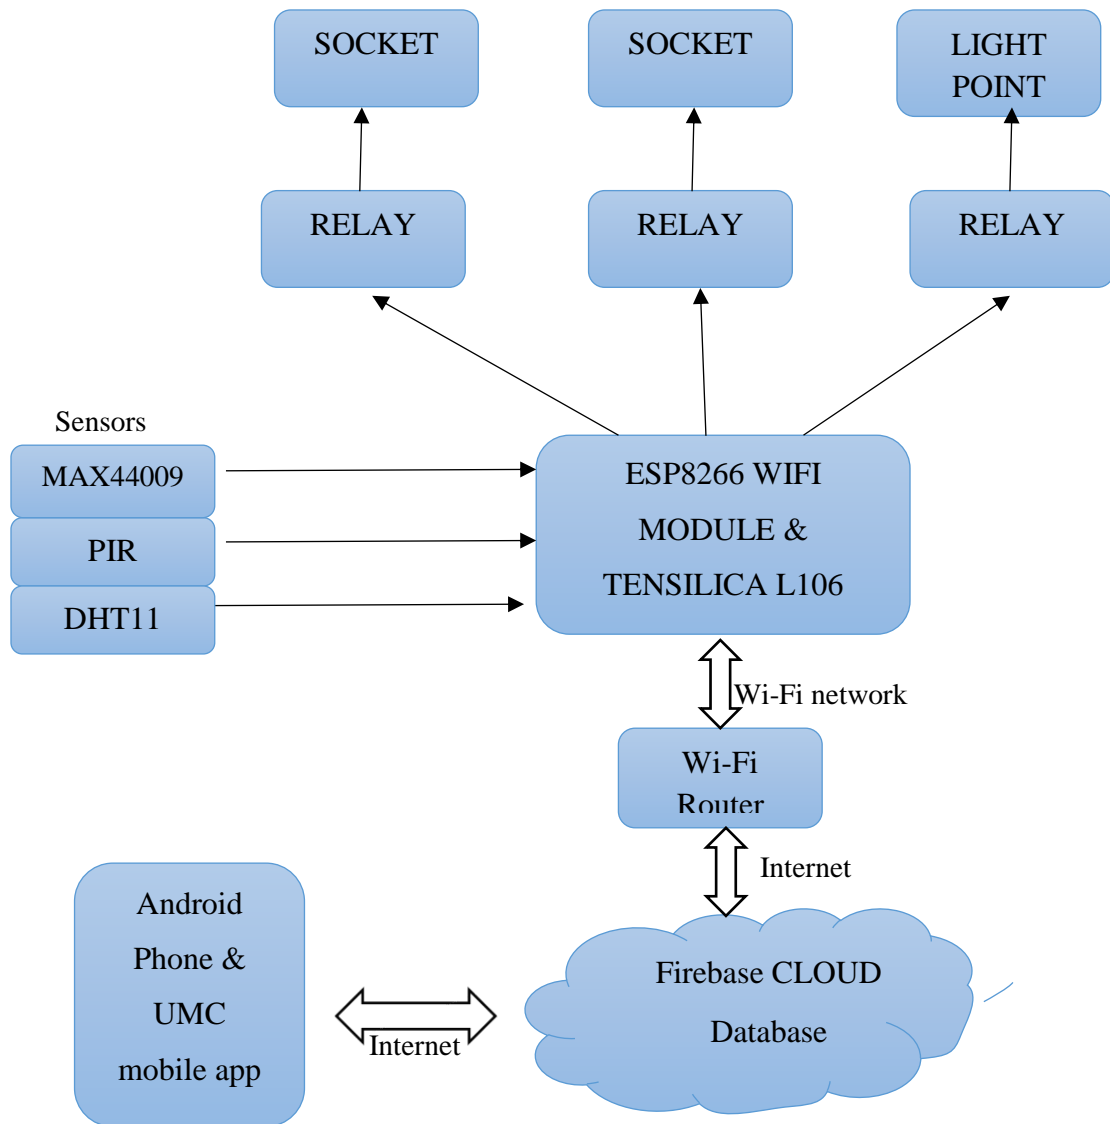 SOCKET
SOCKET
LIGHT
POINT
RELAY
RELAY
RELAY
Sensors
MAX44009
PIR
DHT11
ESP8266 WIFI
MODULE &
TENSILICA L106
Wi-Fi network
Wi-Fi
Router
Internet
Android
Phone &
UMC
mobile app
Internet
Firebase CLOUD
Database